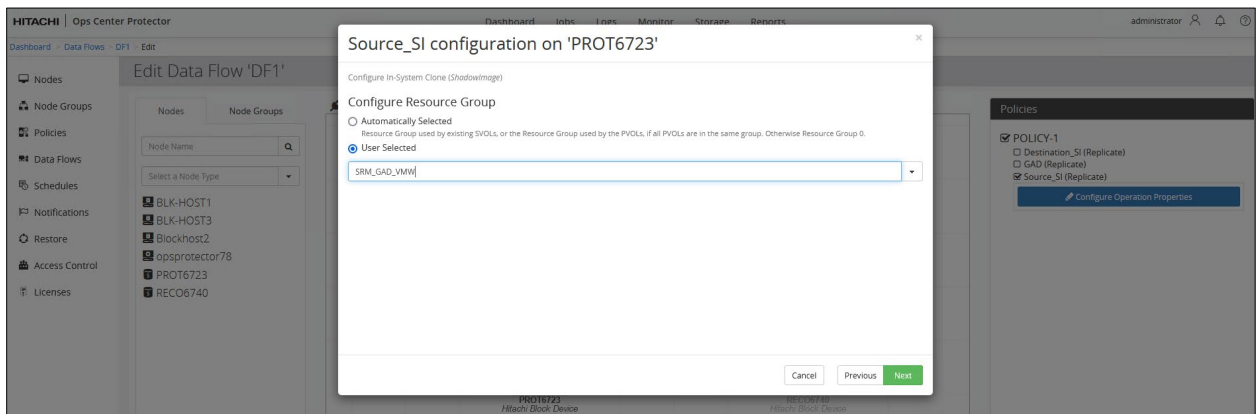 HITACHI Ops Center Protector
Dashboard Jobs Logs Monitor Storage Reports
administrator
Dashboard > Data Flows > DF1 > Edit
Edit Data Flow 'DF1'
Nodes
Node Groups
Policies
Data Flows
Schedules
Notifications
Restore
Access Control
Licenses
Nodes Node Groups
Node Name
Select a Node Type
BLK-HOST1
BLK-HOST3
Blockhost2
opsprotector78
PROT6723
RECO6740
Source_SI configuration on 'PROT6723'
Configure In-System Clone (ShadowImage)
Configure Resource Group
Automatically Selected
Resource Group used by existing SVOLs, or the Resource Group used by the PVOLs, if all PVOLs are in the same group. Otherwise Resource Group 0.
User Selected
SRM_GAD_VMW
Cancel Previous Next
PROT6723
Hitachi Block Device
RECO6740
Hitachi Block Device
Policies
POLICY-1
Destination_SI (Replicate)
GAD (Replicate)
Source_SI (Replicate)
Configure Operation Properties